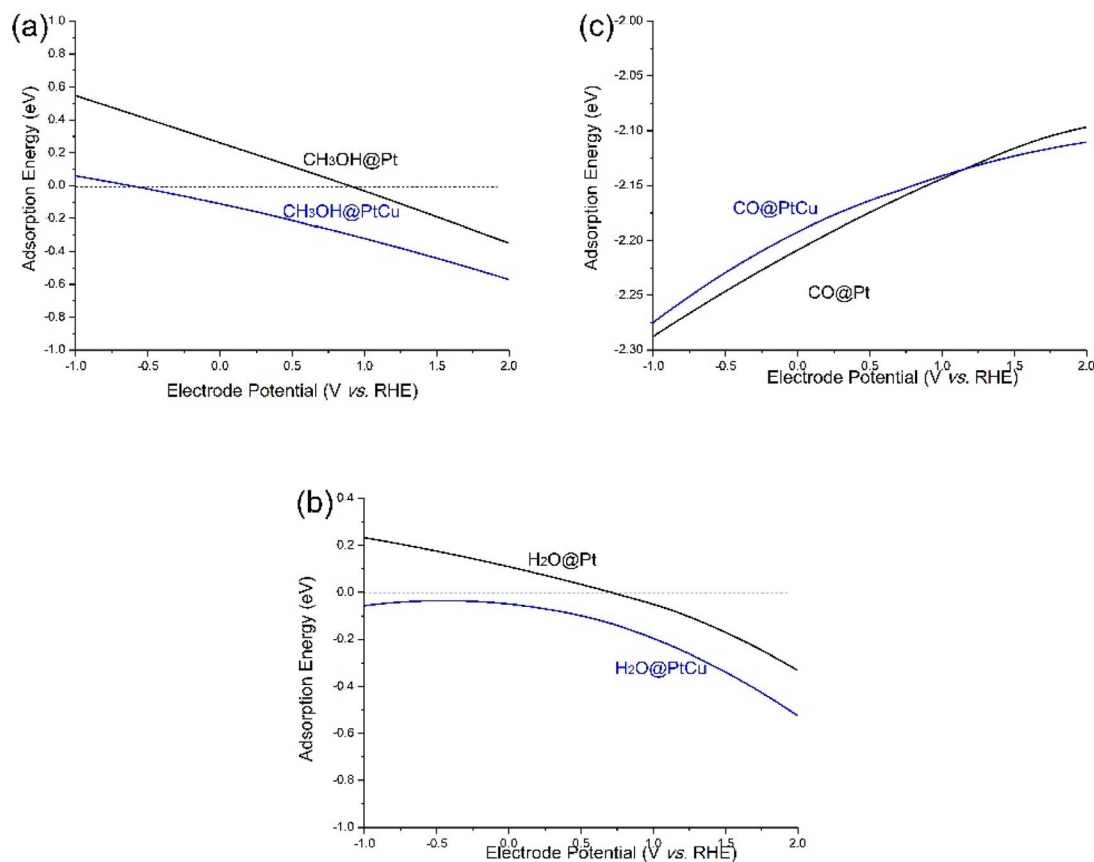 (a)
Adsorption Energy (eV)
1.0
0.8
0.6
0.4
0.2
0.0
-0.2
-0.4
-0.6
-0.8
-1.0
CH₃OH@Pt
CH₃OH@PtCu
-1.0 -0.5 0.0 0.5 1.0 1.5 2.0
Electrode Potential (V vs. RHE)
(c)
Adsorption Energy (eV)
-2.00
-2.05
-2.10
-2.15
-2.20
-2.25
-2.30
CO@PtCu
CO@Pt
-1.0 -0.5 0.0 0.5 1.0 1.5 2.0
Electrode Potential (V vs. RHE)
(b)
Adsorption Energy (eV)
0.4
0.2
0.0
-0.2
-0.4
-0.6
-0.8
-1.0
H₂O@Pt
H₂O@PtCu
-1.0 -0.5 0.0 0.5 1.0 1.5 2.0
Electrode Potential (V vs. RHE)